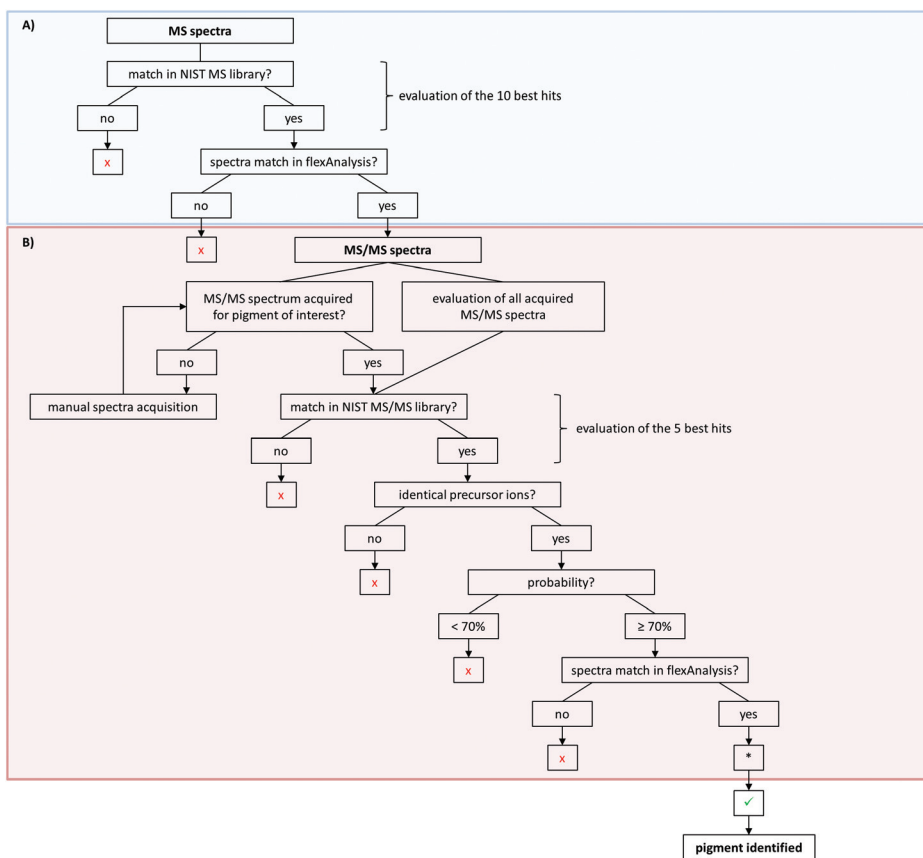 A)
MS spectra
match in NIST MS library?
evaluation of the 10 best hits
no
yes
x
spectra match in flexAnalysis?
no
yes
x
B)
MS/MS spectra
MS/MS spectrum acquired
for pigment of interest?
evaluation of all acquired
MS/MS spectra
no
yes
manual spectra acquisition
match in NIST MS/MS library?
evaluation of the 5 best hits
no
yes
x
identical precursor ions?
no
yes
x
probability?
< 70%
≥ 70%
x
spectra match in flexAnalysis?
no
yes
x
*
✓
pigment identified